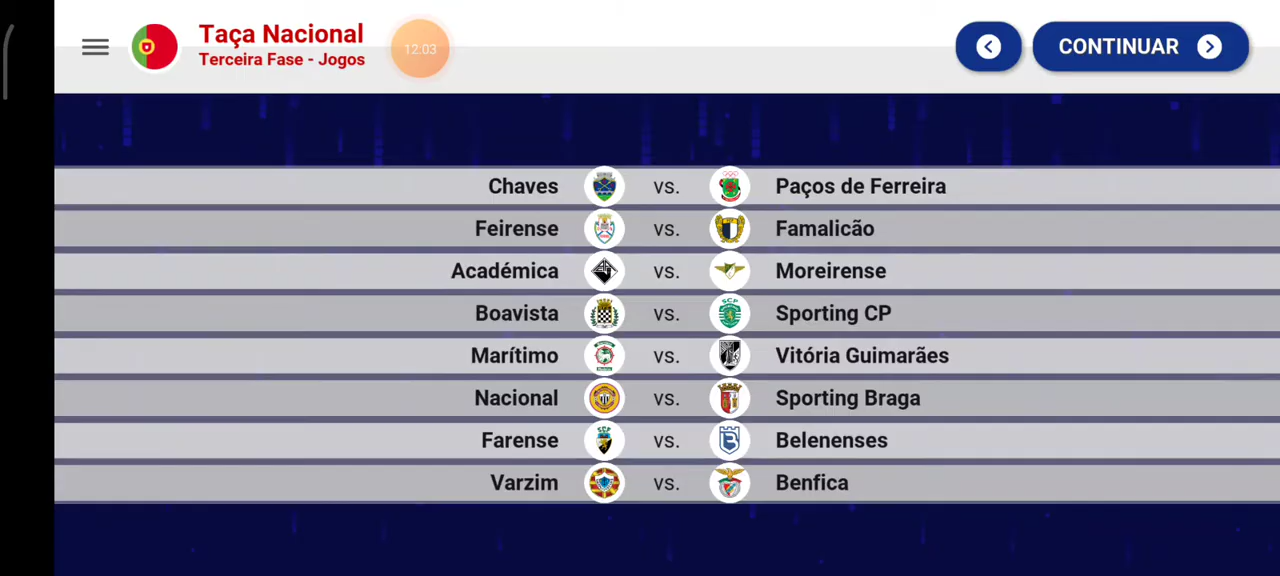 Taça Nacional
Terceira Fase - Jogos
12:03
CONTINUAR
Chaves vs. Paços de Ferreira
Feirense vs. Famalicão
Académica vs. Moreirense
Boavista vs. Sporting CP
Marítimo vs. Vitória Guimarães
Nacional vs. Sporting Braga
Farense vs. Belenenses
Varzim vs. Benfica